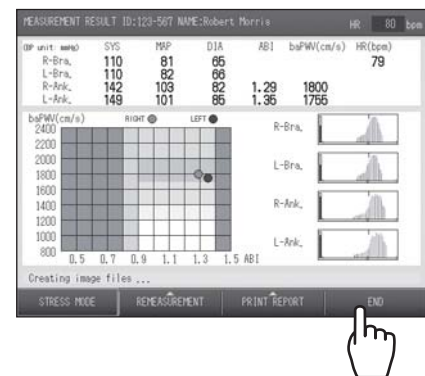 MEASUREMENT RESULT ID:123-567 NAME:Robert Morris HR 80 bpm
(BP unit: mmHg) SYS MAP DIA ABI baPWV(cm/s) HR(bpm)
R-Bra. 110 81 65 79
L-Bra. 110 82 66
R-Ank. 142 103 82 1.29 1800
L-Ank. 149 101 85 1.35 1755
baPWV(cm/s) RIGHT LEFT
2400
2200
2000
1800
1600
1400
1200
1000
800
0.5 0.7 0.9 1.1 1.3 1.5 ABI
R-Bra.
L-Bra.
R-Ank.
L-Ank.
Creating image files ...
STRESS MODE REMEASUREMENT PRINT REPORT END